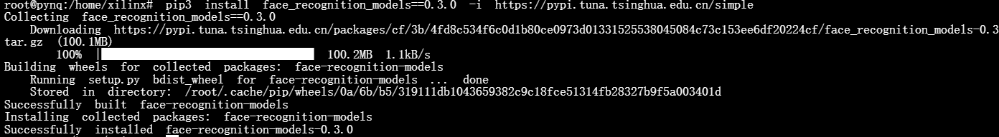 root@pynq:/home/xilinx# pip3 install face_recognition_models==0.3.0 -i https://pypi.tuna.tsinghua.edu.cn/simple
Collecting face_recognition_models==0.3.0
Downloading https://pypi.tuna.tsinghua.edu.cn/packages/cf/3b/4fd8c534f6c0d1b80ce0973d01331525538045084c73c153ee6df20224cf/face_recognition_models-0.3
tar.gz (100.1MB)
100% | 100.2MB 1.1kB/s
Building wheels for collected packages: face-recognition-models
Running setup.py bdist_wheel for face-recognition-models ... done
Stored in directory: /root/.cache/pip/wheels/0a/6b/b5/319111db1043659382c9c18fce51314fb28327b9f5a003401d
Successfully built face-recognition-models
Installing collected packages: face-recognition-models
Successfully installed face-recognition-models-0.3.0